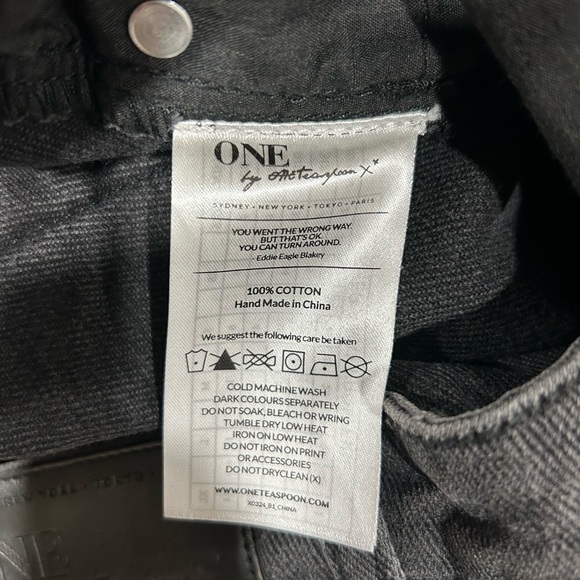 ONE
by OneTeaspoon Xx
SYDNEY • NEW YORK • TOKYO • PARIS
YOU WENT THE WRONG WAY.
BUT THAT'S OK.
YOU CAN TURN AROUND.
- Eddie Eagle Blakey
100% COTTON
Hand Made in China
We suggest the following care be taken
COLD MACHINE WASH
DARK COLOURS SEPARATELY
DO NOT SOAK, BLEACH OR WRING
TUMBLE DRY LOW HEAT
IRON ON LOW HEAT
DO NOT IRON ON PRINT
OR ACCESSORIES
DO NOT DRYCLEAN (X)
WWW.ONETEASPOON.COM
X0324_B1_CHINA
NE